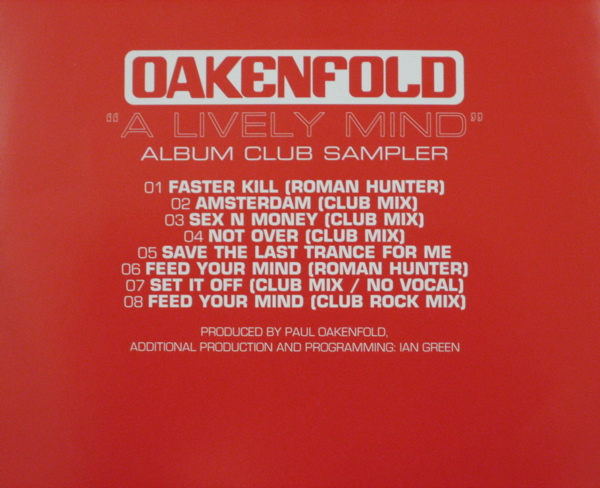 OAKENFOLD
"A LIVELY MIND"
ALBUM CLUB SAMPLER
01 FASTER KILL (ROMAN HUNTER)
02 AMSTERDAM (CLUB MIX)
03 SEX N MONEY (CLUB MIX)
04 NOT OVER (CLUB MIX)
05 SAVE THE LAST TRANCE FOR ME
06 FEED YOUR MIND (ROMAN HUNTER)
07 SET IT OFF (CLUB MIX / NO VOCAL)
08 FEED YOUR MIND (CLUB ROCK MIX)
PRODUCED BY PAUL OAKENFOLD,
ADDITIONAL PRODUCTION AND PROGRAMMING: IAN GREEN